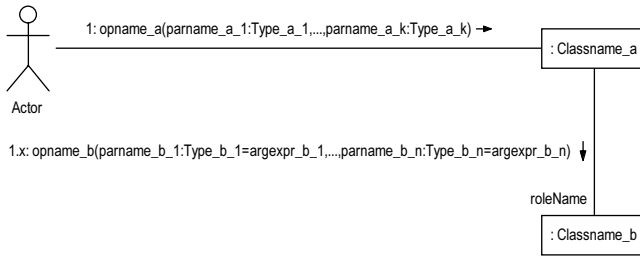 1: opname_a(parname_a_1:Type_a_1,...,parname_a_k:Type_a_k)
: Classname_a
Actor
1.x: opname_b(parname_b_1:Type_b_1=argexpr_b_1,...,parname_b_n:Type_b_n=argexpr_b_n)
roleName
: Classname_b